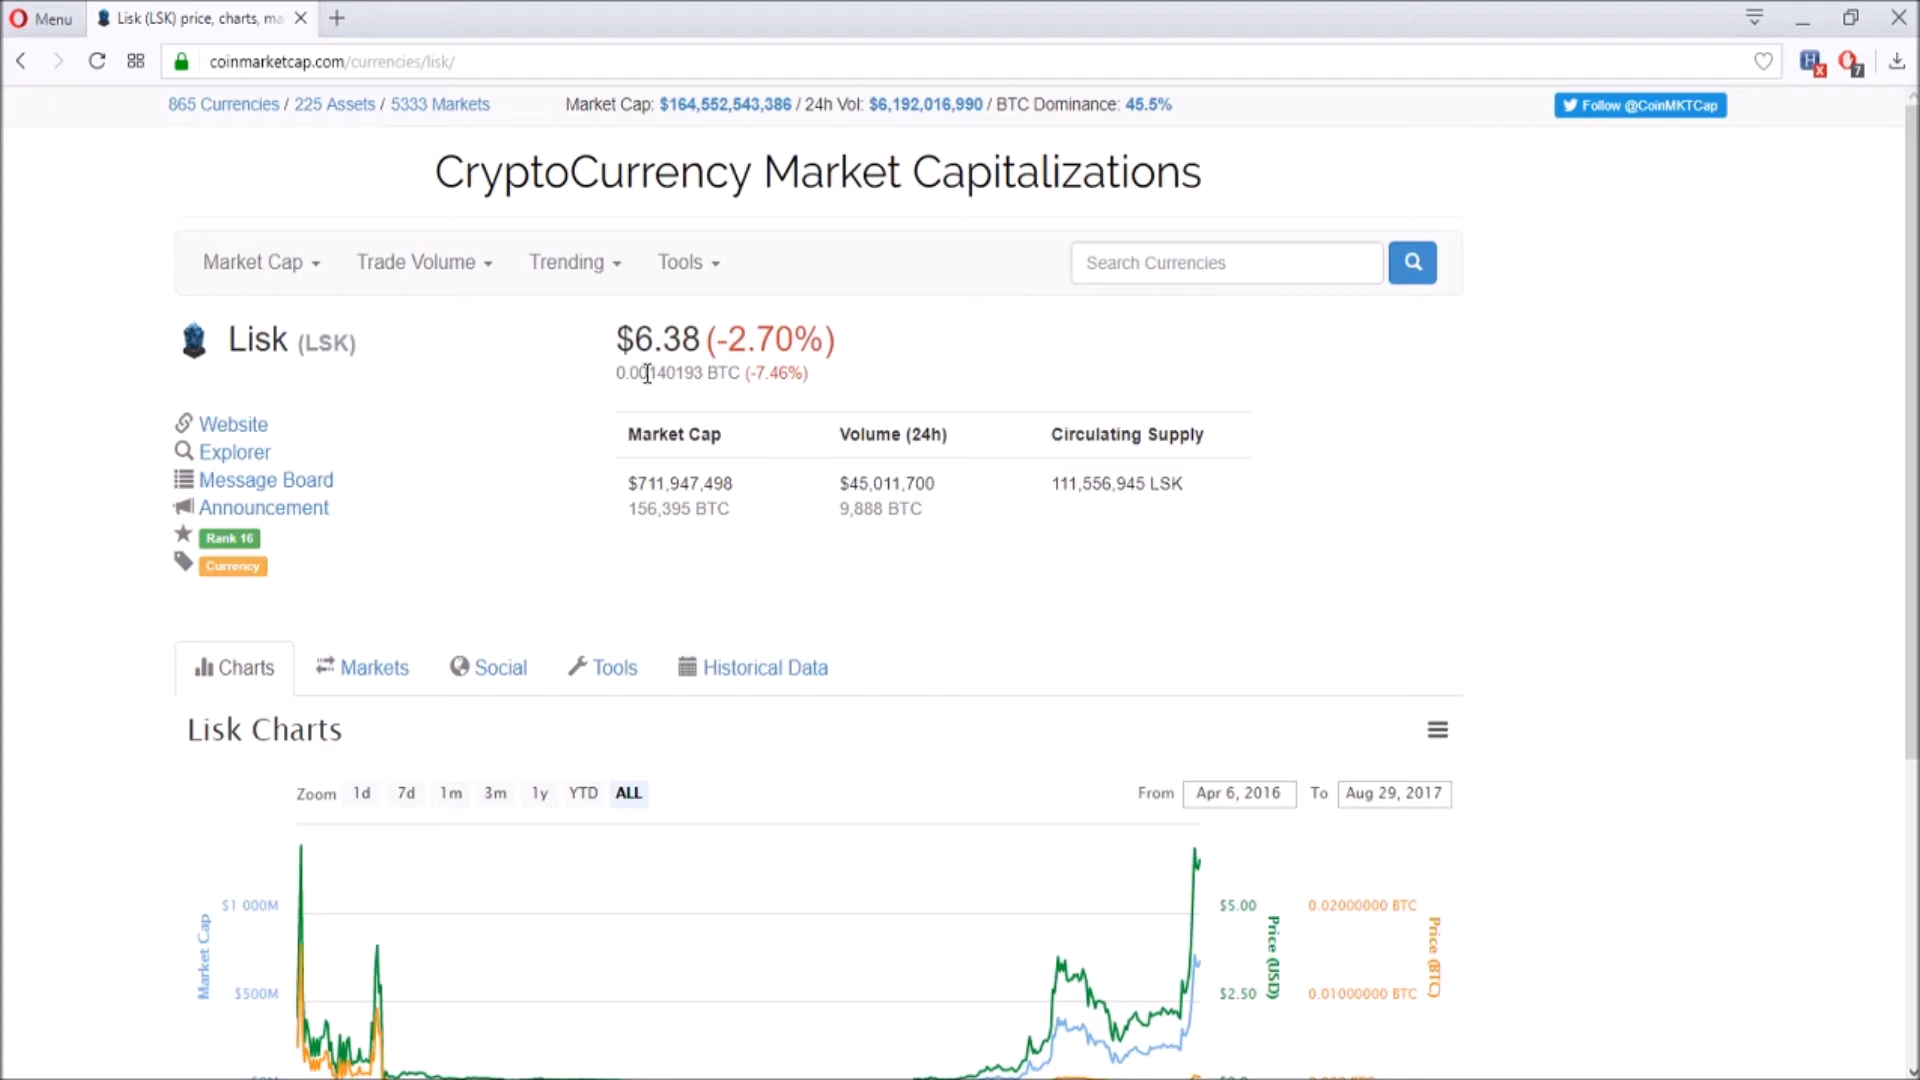 Menu
Lisk (LSK) price, charts, ma
coinmarketcap.com/currencies/lisk/
7
865 Currencies / 225 Assets / 5333 Markets
Market Cap: $164,552,543,386 / 24h Vol: $6,192,016,990 / BTC Dominance: 45.5%
Follow @CoinMKTCap
CryptoCurrency Market Capitalizations
Market Cap
Trade Volume
Trending
Tools
Search Currencies
Lisk (LSK)
$6.38 (-2.70%)
0.00140193 BTC (-7.46%)
Website
Explorer
Message Board
Announcement
Rank 16
Currency
Market Cap
Volume (24h)
Circulating Supply
$711,947,498
$45,011,700
111,556,945 LSK
156,395 BTC
9,888 BTC
Charts
Markets
Social
Tools
Historical Data
Lisk Charts
Zoom 1d 7d 1m 3m 1y YTD ALL
From Apr 6, 2016 To Aug 29, 2017
$1 000M
$500M
Market Cap
$5.00
$2.50
Price (USD)
0.02000000 BTC
0.01000000 BTC
Price (BTC)